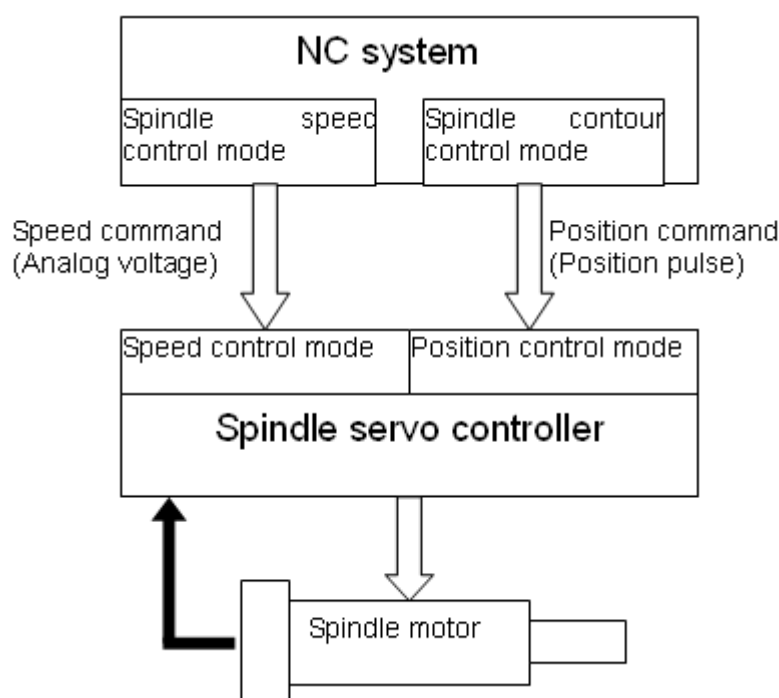 NC system
Spindle speed
control mode
Spindle contour
control mode
Speed command
(Analog voltage)
Position command
(Position pulse)
Speed control mode
Position control mode
Spindle servo controller
Spindle motor